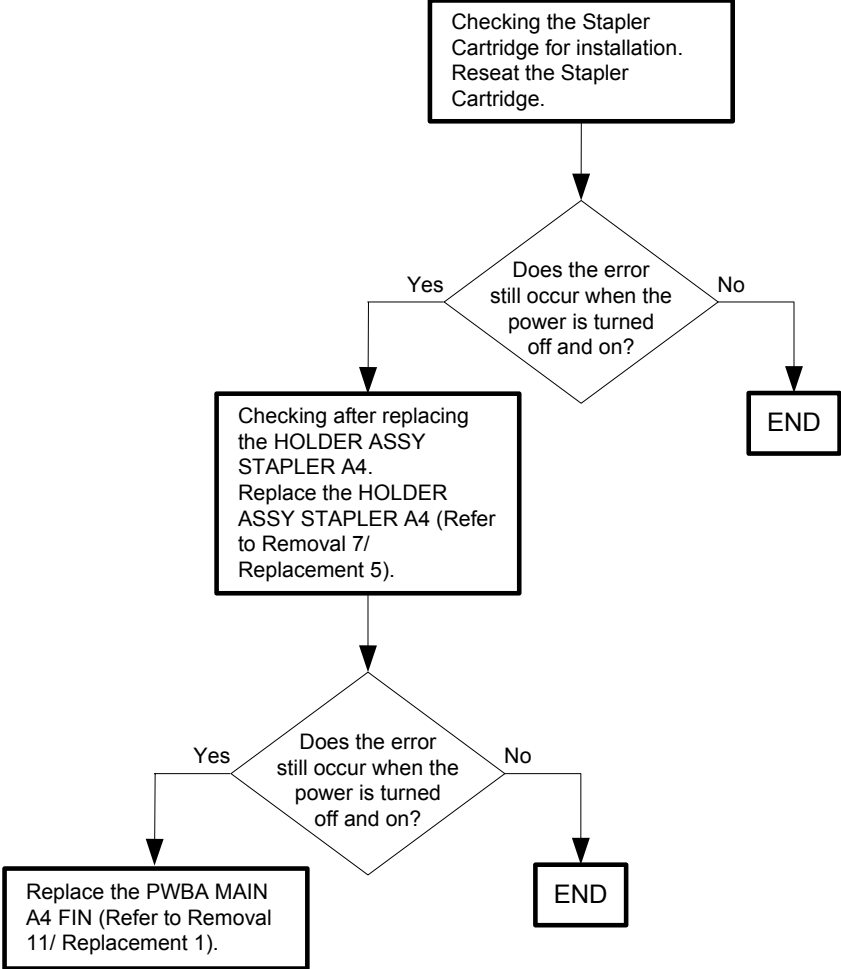 Checking the Stapler
Cartridge for installation.
Reseat the Stapler
Cartridge.
Does the error
still occur when the
power is turned
off and on?
Yes
No
END
Checking after replacing
the HOLDER ASSY
STAPLER A4.
Replace the HOLDER
ASSY STAPLER A4 (Refer
to Removal 7/
Replacement 5).
Does the error
still occur when the
power is turned
off and on?
Yes
No
END
Replace the PWBA MAIN
A4 FIN (Refer to Removal
11/ Replacement 1).